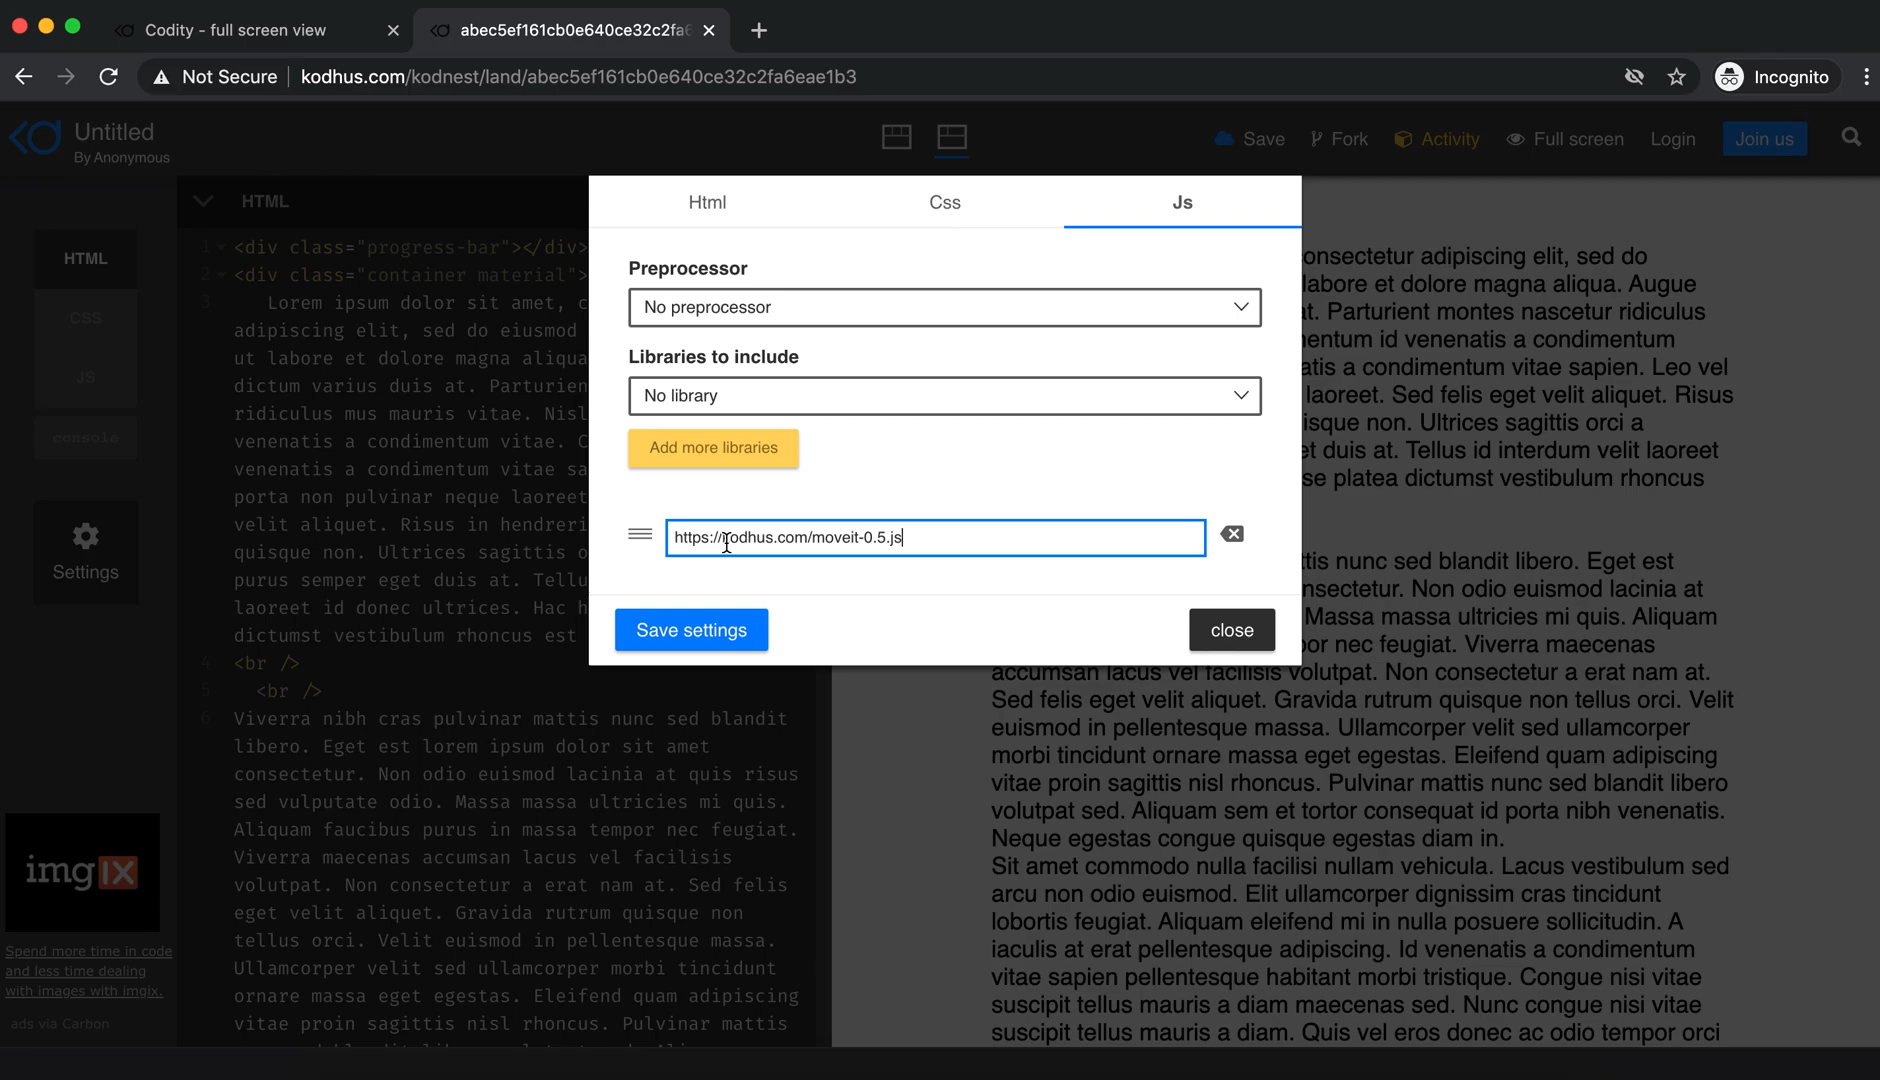 Codity - full screen view
abec5ef161cb0e640ce32c2fa6
Not Secure
kodhus.com/kodnest/land/abec5ef161cb0e640ce32c2fa6eae1b3
Incognito
Untitled
By Anonymous
Save
Fork
Activity
Full screen
Login
Join us
HTML
HTML
CSS
JS
console
Settings
1 <div class="progress-bar"></div>
2 <div class="container material">
3 Lorem ipsum dolor sit amet, c
adipiscing elit, sed do eiusmod
ut labore et dolore magna aliqua
dictum varius duis at. Parturien
ridiculus mus mauris vitae. Nisl
venenatis a condimentum vitae. C
venenatis a condimentum vitae sa
porta non pulvinar neque laoreet
velit aliquet. Risus in hendreri
quisque non. Ultrices sagittis o
purus semper eget duis at. Tellu
laoreet id donec ultrices. Hac h
dictumst vestibulum rhoncus est
4 <br />
5 <br />
6 Viverra nibh cras pulvinar mattis nunc sed blandit
libero. Eget est lorem ipsum dolor sit amet
consectetur. Non odio euismod lacinia at quis risus
sed vulputate odio. Massa massa ultricies mi quis.
Aliquam faucibus purus in massa tempor nec feugiat.
Viverra maecenas accumsan lacus vel facilisis
volutpat. Non consectetur a erat nam at. Sed felis
eget velit aliquet. Gravida rutrum quisque non
tellus orci. Velit euismod in pellentesque massa.
Ullamcorper velit sed ullamcorper morbi tincidunt
ornare massa eget egestas. Eleifend quam adipiscing
vitae proin sagittis nisl rhoncus. Pulvinar mattis
imgix
Spend more time in code
and less time dealing
with images with imgix.
ads via Carbon
Html
Css
Js
Preprocessor
No preprocessor
Libraries to include
No library
Add more libraries
https://kodhus.com/moveit-0.5.js
Save settings
close
onsectetur adipiscing elit, sed do
labore et dolore magna aliqua. Augue
at. Parturient montes nascetur ridiculus
entum id venenatis a condimentum
atis a condimentum vitae sapien. Leo vel
laoreet. Sed felis eget velit aliquet. Risus
isque non. Ultrices sagittis orci a
et duis at. Tellus id interdum velit laoreet
se platea dictumst vestibulum rhoncus
tis nunc sed blandit libero. Eget est
nsectetur. Non odio euismod lacinia at
Massa massa ultricies mi quis. Aliquam
or nec feugiat. Viverra maecenas
accumsan lacus vel facilisis volutpat. Non consectetur a erat nam at.
Sed felis eget velit aliquet. Gravida rutrum quisque non tellus orci. Velit
euismod in pellentesque massa. Ullamcorper velit sed ullamcorper
morbi tincidunt ornare massa eget egestas. Eleifend quam adipiscing
vitae proin sagittis nisl rhoncus. Pulvinar mattis nunc sed blandit libero
volutpat sed. Aliquam sem et tortor consequat id porta nibh venenatis.
Neque egestas congue quisque egestas diam in.
Sit amet commodo nulla facilisi nullam vehicula. Lacus vestibulum sed
arcu non odio euismod. Elit ullamcorper dignissim cras tincidunt
lobortis feugiat. Aliquam eleifend mi in nulla posuere sollicitudin. A
iaculis at erat pellentesque adipiscing. Id venenatis a condimentum
vitae sapien pellentesque habitant morbi tristique. Congue nisi vitae
suscipit tellus mauris a diam maecenas sed. Nunc congue nisi vitae
suscipit tellus mauris a diam. Quis vel eros donec ac odio tempor orci